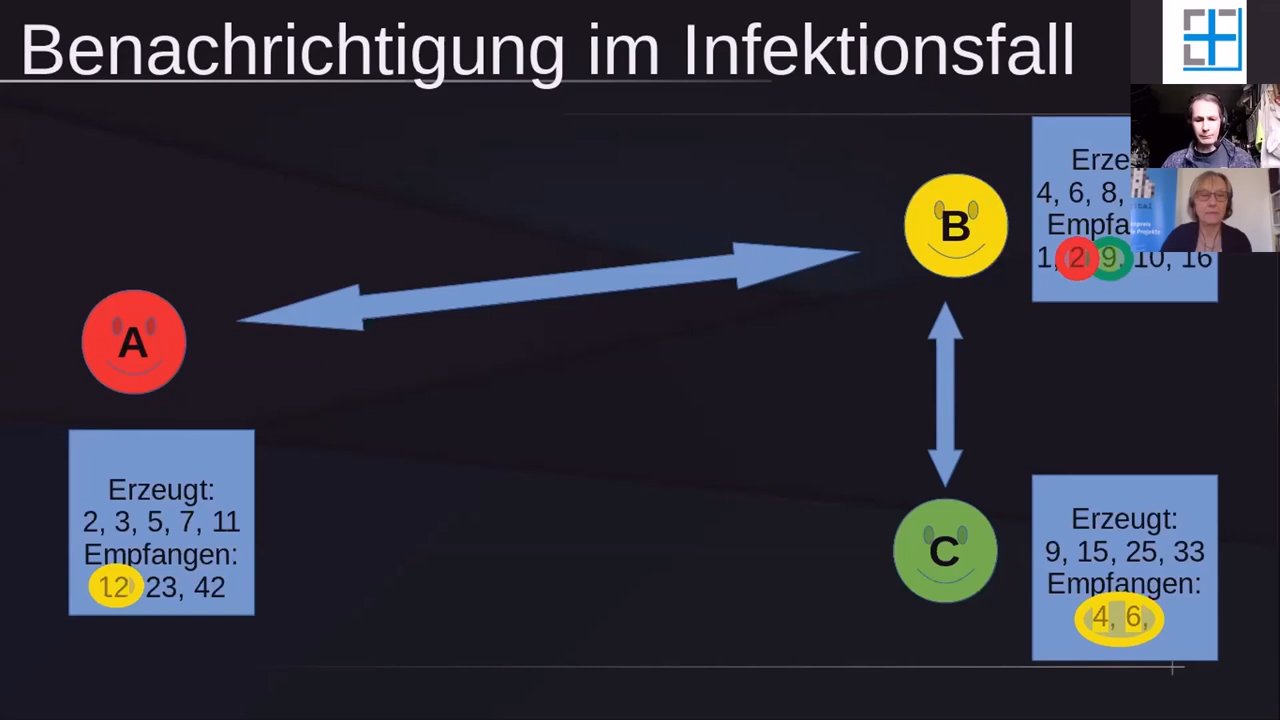 Benachrichtigung im Infektionsfall
A
Erzeugt:
2, 3, 5, 7, 11
Empfangen:
12 23, 42
B
Erze
4, 6, 8,
Empfa
1, 2, 9, 10, 16
C
Erzeugt:
9, 15, 25, 33
Empfangen:
4, 6,